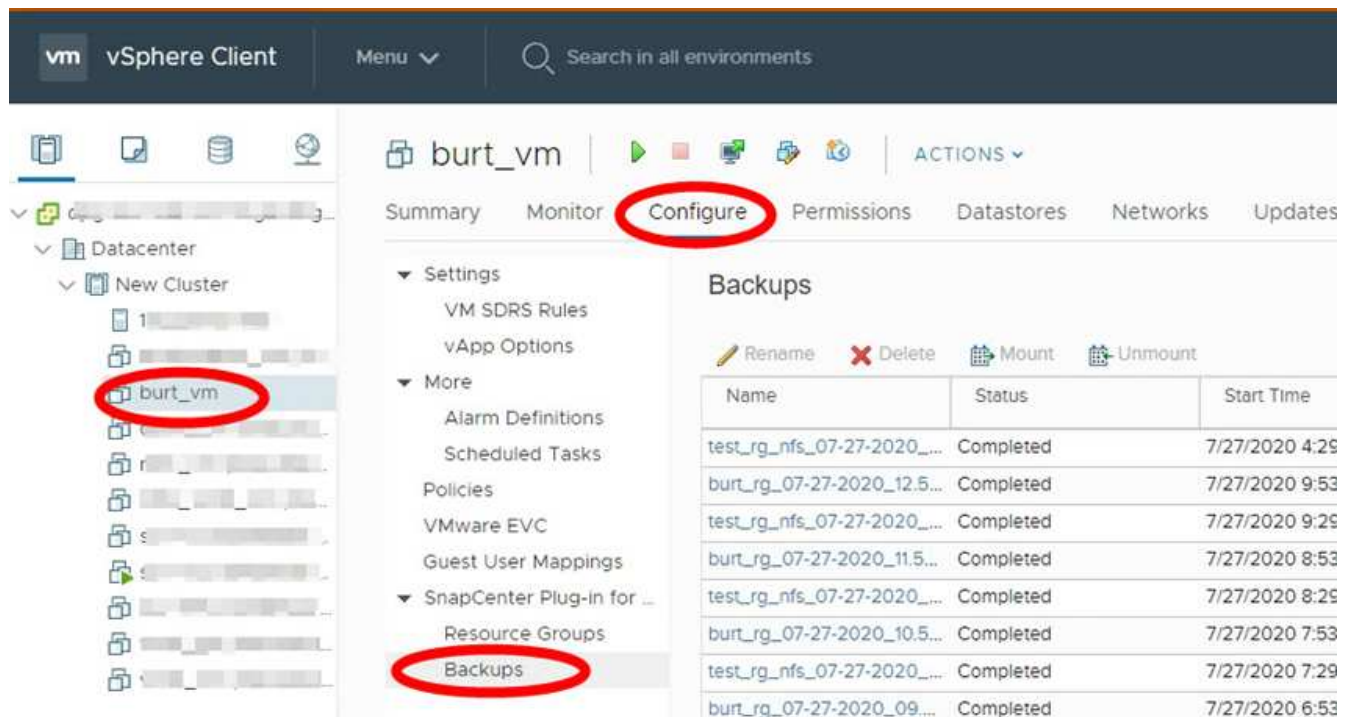 vm vSphere Client Menu Search in all environments
burt_vm ACTIONS
Summary Monitor Configure Permissions Datastores Networks Updates
Datacenter
New Cluster
burt_vm
Settings
VM SDRS Rules
vApp Options
More
Alarm Definitions
Scheduled Tasks
Policies
VMware EVC
Guest User Mappings
SnapCenter Plug-in for ...
Resource Groups
Backups
Backups
Rename Delete Mount Unmount
Name Status Start Time
test_rg_nfs_07-27-2020_... Completed 7/27/2020 4:29
burt_rg_07-27-2020_12.5... Completed 7/27/2020 9:53
test_rg_nfs_07-27-2020_... Completed 7/27/2020 9:29
burt_rg_07-27-2020_11.5... Completed 7/27/2020 8:53
test_rg_nfs_07-27-2020_... Completed 7/27/2020 8:29
burt_rg_07-27-2020_10.5... Completed 7/27/2020 7:53
test_rg_nfs_07-27-2020_... Completed 7/27/2020 7:29
burt_rg_07-27-2020_09.... Completed 7/27/2020 6:53